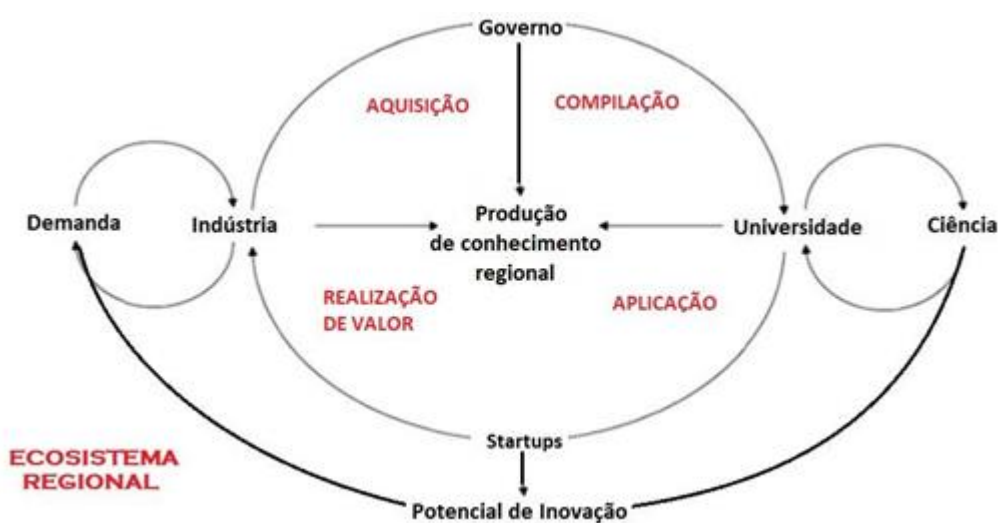 Governo
AQUISIÇÃO
COMPILAÇÃO
Demanda
Indústria
Produção
de conhecimento
regional
Universidade
Ciência
REALIZAÇÃO
DE VALOR
APLICAÇÃO
Startups
ECOSISTEMA
REGIONAL
Potencial de Inovação